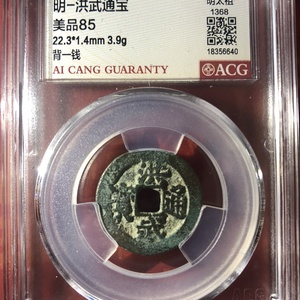 明-洪武通宝
明太祖
美品85
1368
22.3*1.4mm 3.9g
背一钱
18356640
AI CANG GUARANTY
ACG
洪武通寳